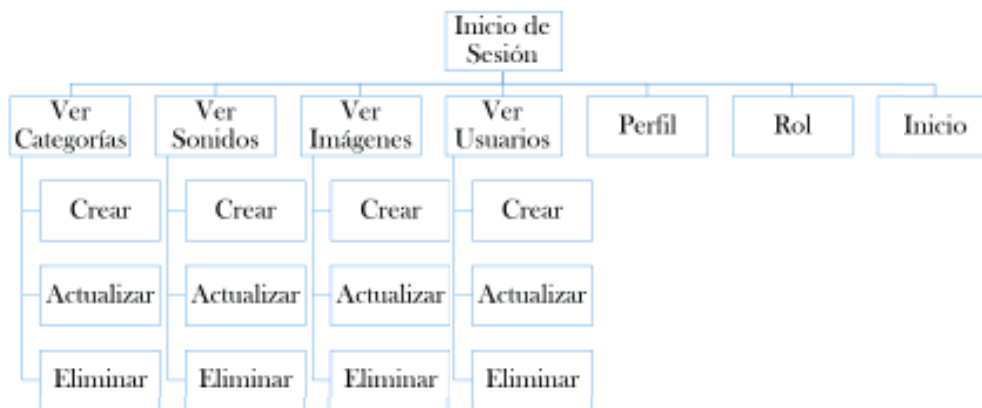 Inicio de
Sesión
Ver
Categorías
Ver
Sonidos
Ver
Imágenes
Ver
Usuarios
Perfil
Rol
Inicio
Crear
Crear
Crear
Crear
Actualizar
Actualizar
Actualizar
Actualizar
Eliminar
Eliminar
Eliminar
Eliminar